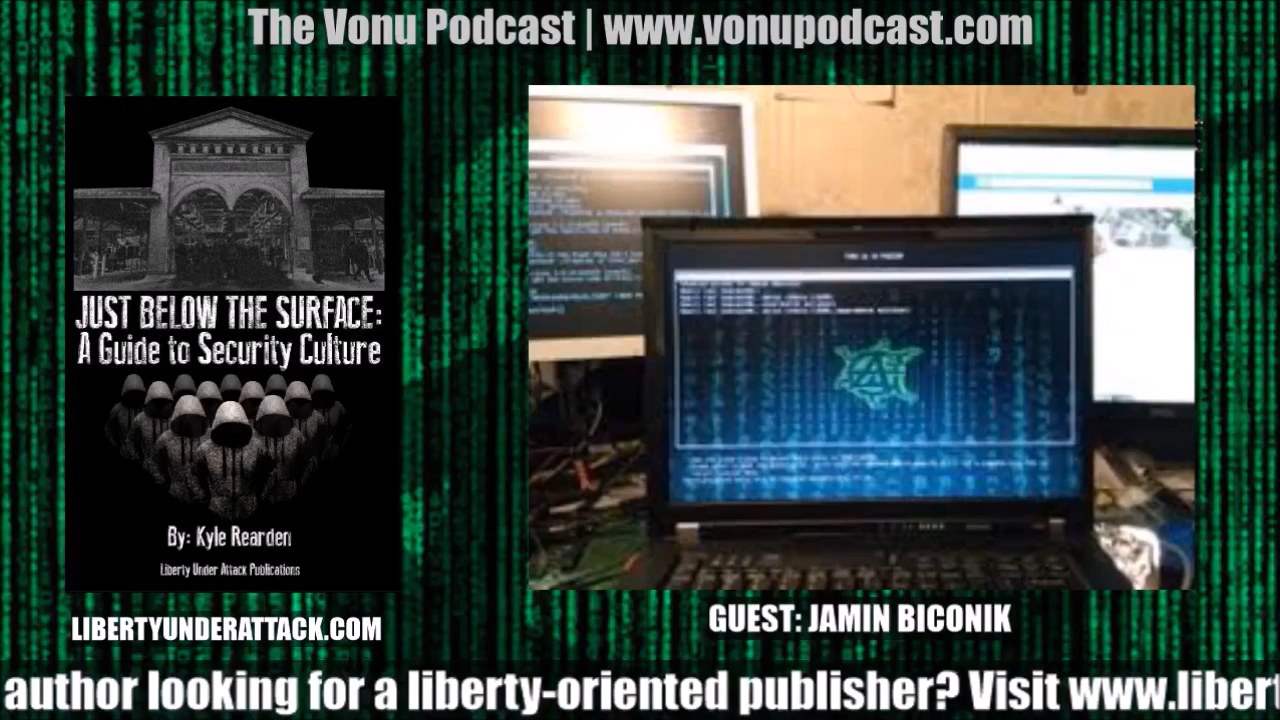 The Vonu Podcast | www.vonupodcast.com
JUST BELOW THE SURFACE:
A Guide to Security Culture
By: Kyle Rearden
Liberty Under Attack Publications
LIBERTYUNDERATTACK.COM
GUEST: JAMIN BICONIK
author looking for a liberty-oriented publisher? Visit www.libert